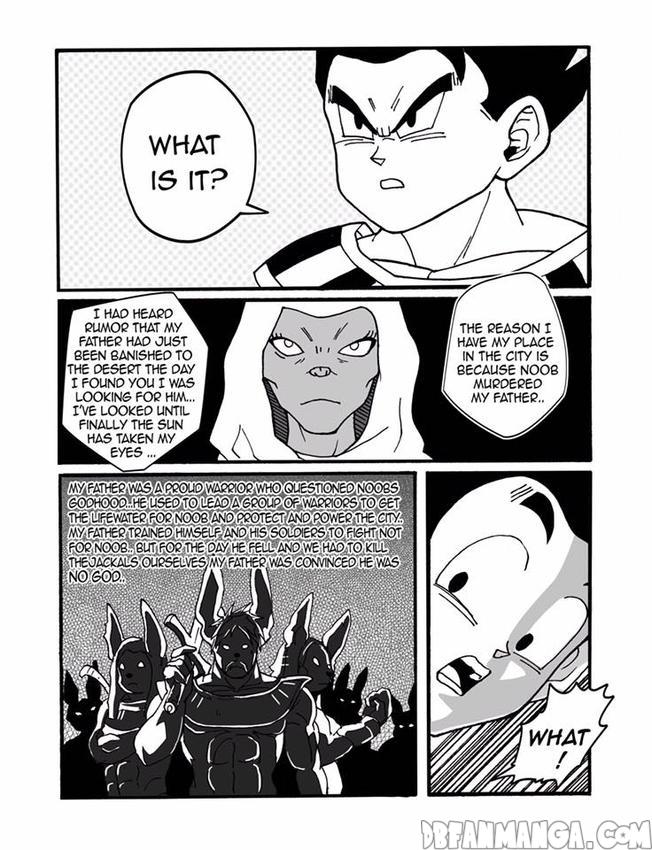 WHAT
IS IT?
I HAD HEARD
RUMOR THAT MY
FATHER HAD JUST
BEEN BANISHED TO
THE DESERT THE DAY
I FOUND YOU I WAS
LOOKING FOR HIM...
I'VE LOOKED UNTIL
FINALLY THE SUN
HAS TAKEN MY
EYES ...
THE REASON I
HAVE MY PLACE
IN THE CITY IS
BECAUSE NOOB
MURDERED
MY FATHER..
MY FATHER WAS A PROUD WARRIOR WHO QUESTIONED NOOBS
GODHOOD..HE USED TO LEAD A GROUP OF WARRIORS TO GET
THE LIFEWATER FOR NOOB AND PROTECT AND POWER THE CITY.
MY FATHER TRAINED HIMSELF AND HIS SOLDIERS TO FIGHT NOT
FOR NOOB.. BUT FOR THE DAY HE FELL AND WE HAD TO KILL
THEJACKALS OURSELVES MY FATHER WAS CONVINCED HE WAS
NO GOD..
WHAT
!
DBFANMANGA.COM